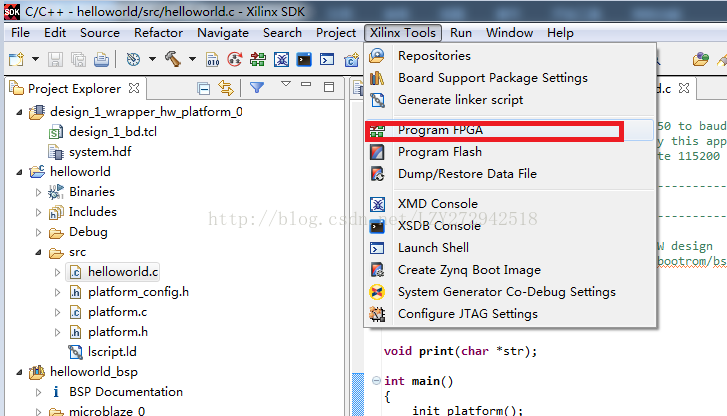 SDK C/C++ - helloworld/src/helloworld.c - Xilinx SDK
File Edit Source Refactor Navigate Search Project Xilinx Tools Run Window Help
Project Explorer
design_1_wrapper_hw_platform_0
design_1_bd.tcl
system.hdf
helloworld
Binaries
Includes
Debug
src
helloworld.c
platform_config.h
platform.c
platform.h
lscript.ld
helloworld_bsp
BSP Documentation
microblaze_0
Repositories
Board Support Package Settings
Generate linker script
Program FPGA
Program Flash
Dump/Restore Data File
XMD Console
XSDB Console
Launch Shell
Create Zynq Boot Image
System Generator Co-Debug Settings
Configure JTAG Settings
d.c
50 to baud
y this app
te 115200
W design
bootrom/bs
void print(char *str);
int main()
{
init_platform();
http://blog.csdn.net/LZY272942518